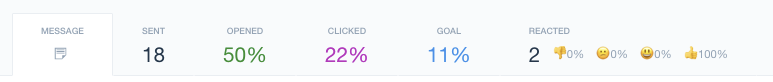 MESSAGE SENT OPENED CLICKED GOAL REACTED
18 50% 22% 11% 2 👎0% 😕0% 😃0% 👍100%